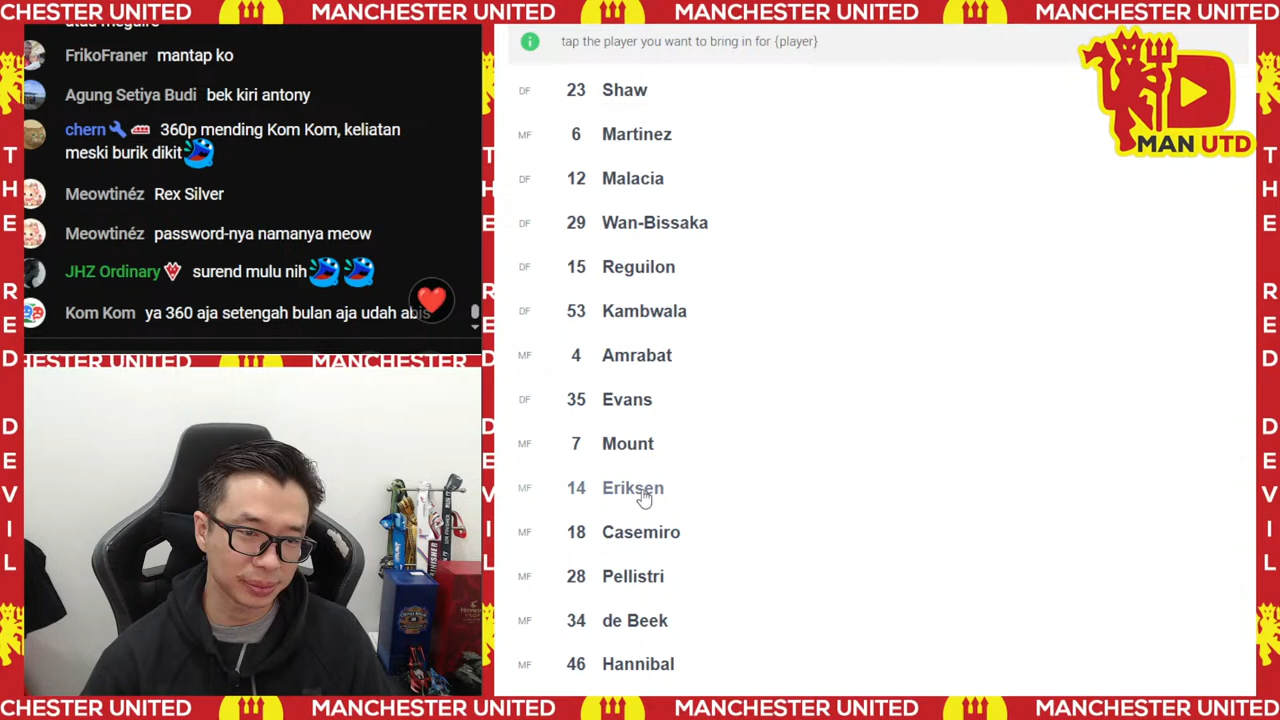 MANCHESTER UNITED MANCHESTER UNITED MANCHESTER UNITED MANCHESTER UNITED
FrikoFraner mantap ko
Agung Setiya Budi bek kiri antony
chern 360p mending Kom Kom, keliatan
meski burik dikit
Meowtinéz Rex Silver
Meowtinéz password-nya namanya meow
JHZ Ordinary surend mulu nih
Kom Kom ya 360 aja setengah bulan aja udah abis
CHESTER UNITED MANCHESTER
tap the player you want to bring in for {player}
DF 23 Shaw
MF 6 Martinez
DF 12 Malacia
DF 29 Wan-Bissaka
DF 15 Reguilon
DF 53 Kambwala
MF 4 Amrabat
DF 35 Evans
MF 7 Mount
MF 14 Eriksen
MF 18 Casemiro
MF 28 Pellistri
MF 34 de Beek
MF 46 Hannibal
MAN UTD
THE RED DEVIL
THE RED DEVIL
MANCHESTER UNITED MANCHESTER UNITED MANCHESTER UNITED MANCHESTER UNITED